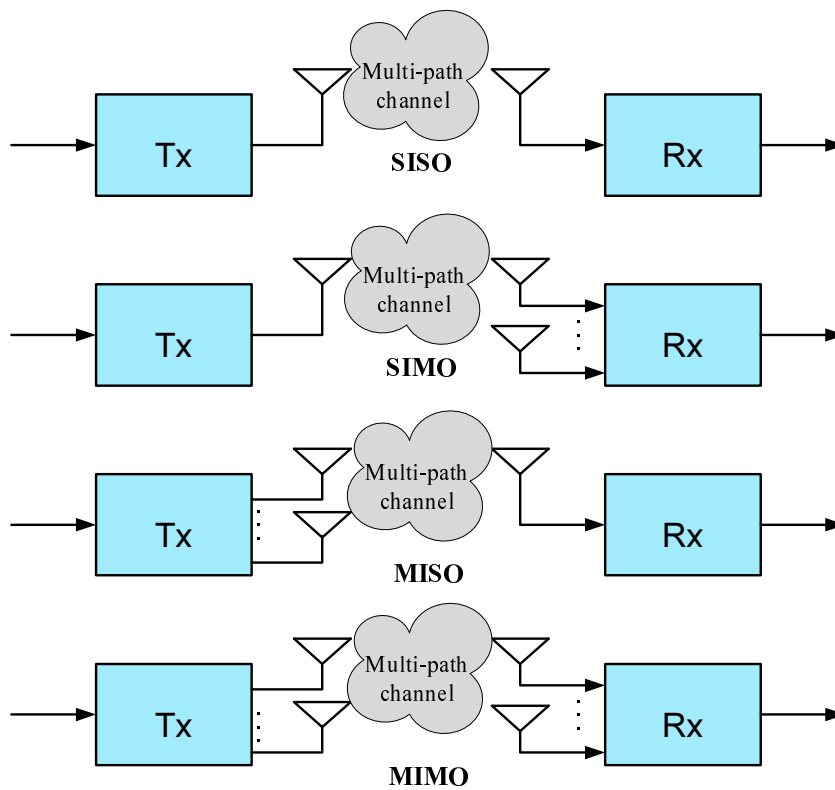 Multi-path
channel
Tx
Rx
SISO
Multi-path
channel
Tx
Rx
SIMO
Multi-path
channel
Tx
Rx
MISO
Multi-path
channel
Tx
Rx
MIMO